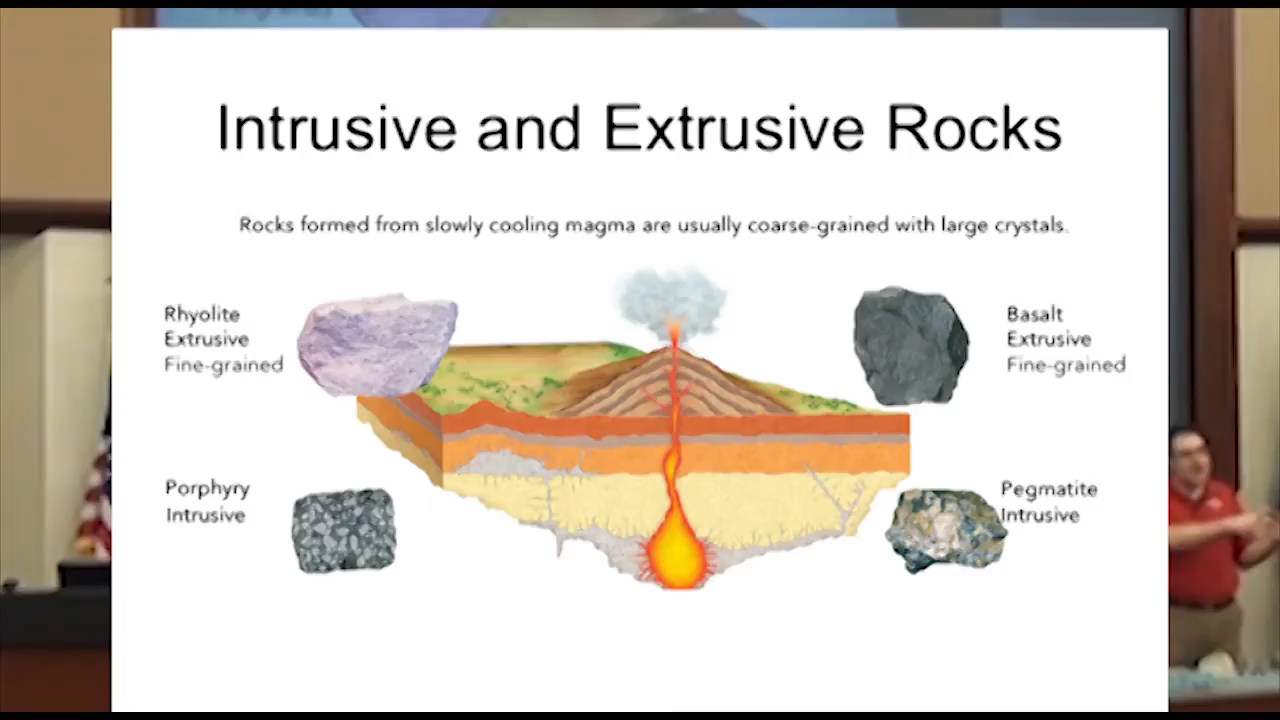 Intrusive and Extrusive Rocks
Rocks formed from slowly cooling magma are usually coarse-grained with large crystals.
Rhyolite
Extrusive
Fine-grained
Basalt
Extrusive
Fine-grained
Porphyry
Intrusive
Pegmatite
Intrusive